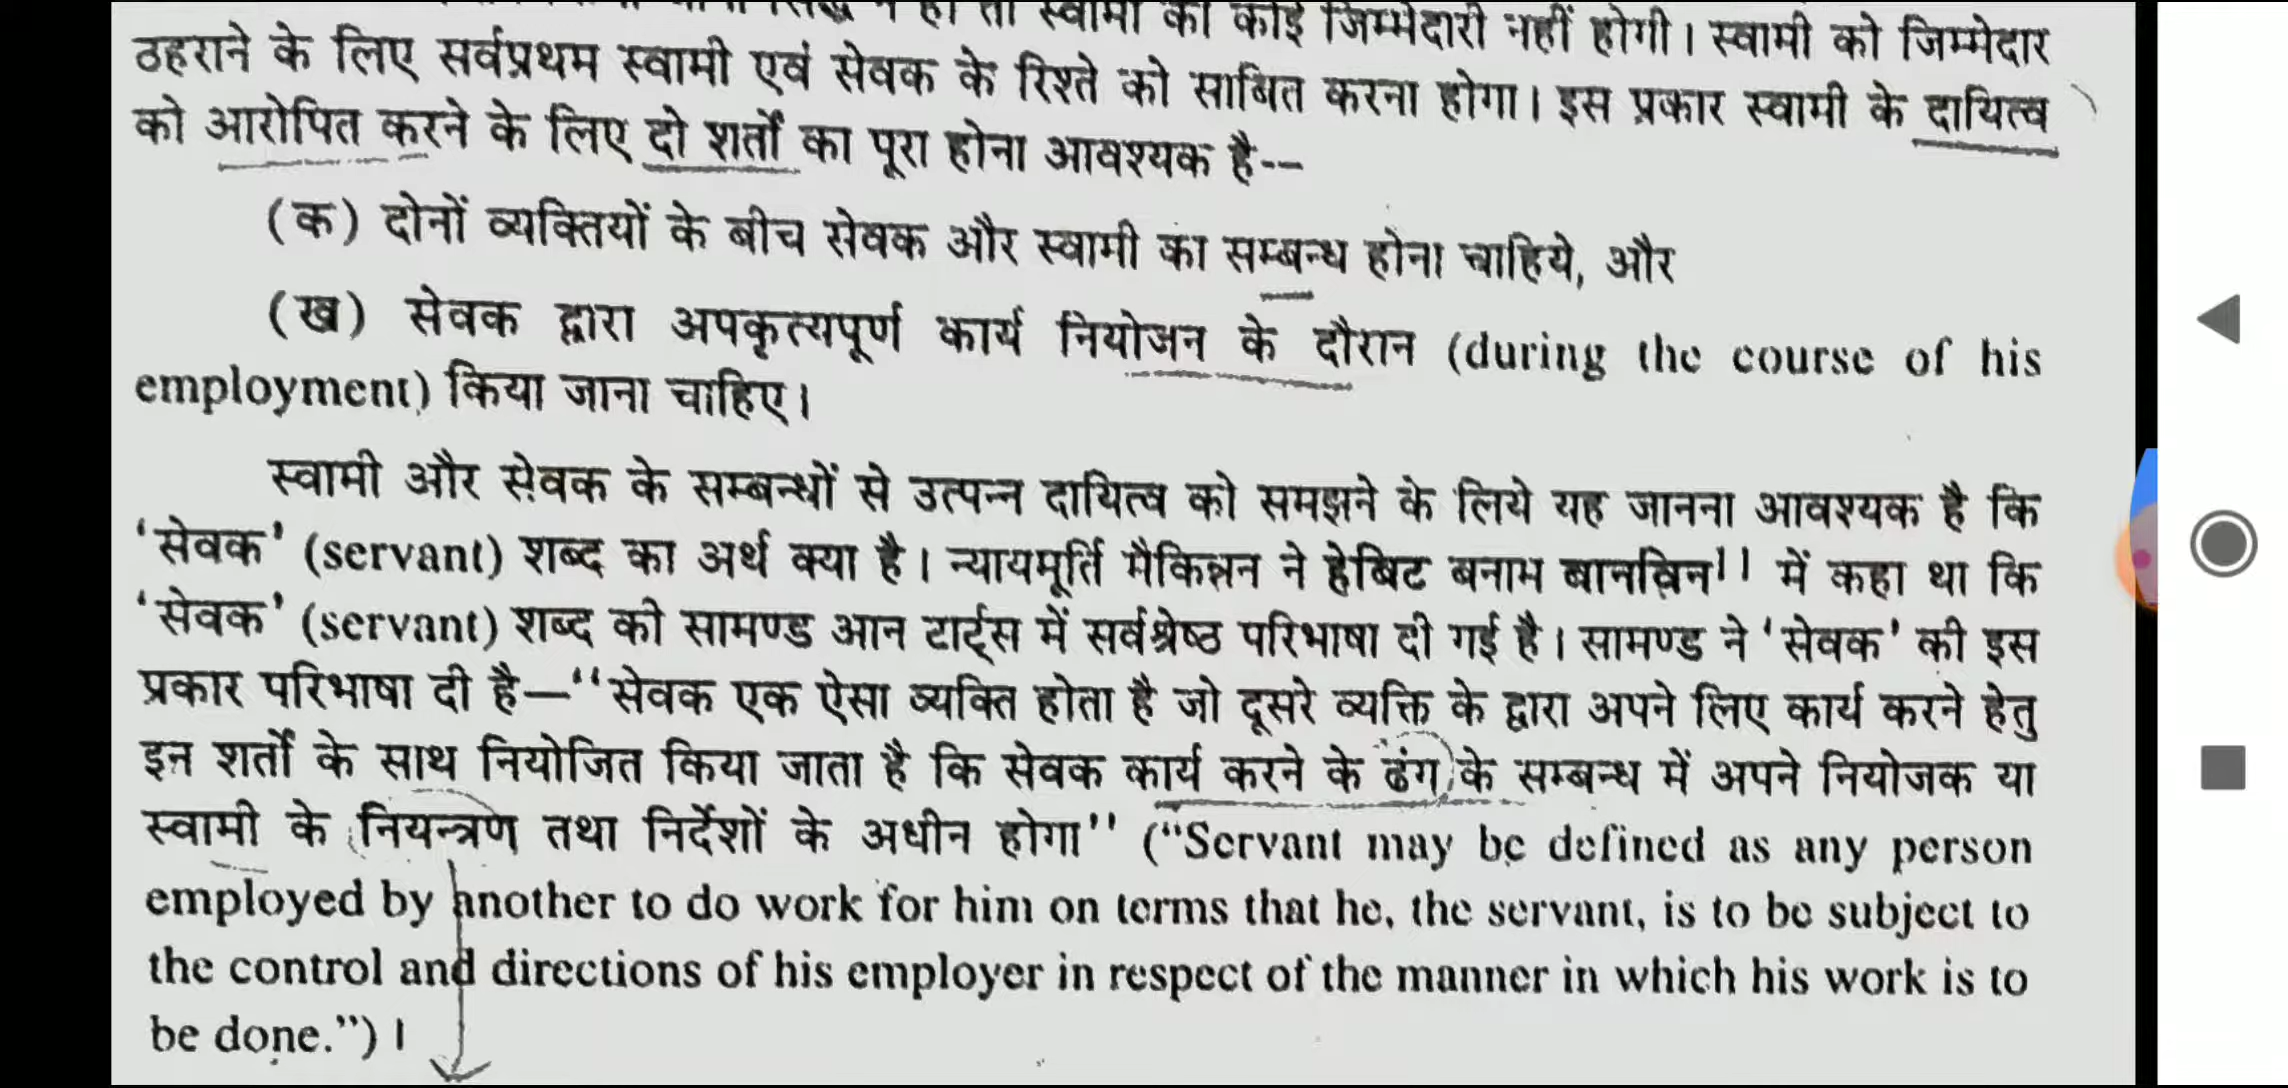 सिद्ध न हो तो स्वामी की कोई जिम्मेदारी नहीं होगी। स्वामी को जिम्मेदार
ठहराने के लिए सर्वप्रथम स्वामी एवं सेवक के रिश्ते को साबित करना होगा। इस प्रकार स्वामी के दायित्व
को आरोपित करने के लिए दो शर्तों का पूरा होना आवश्यक है--
(क) दोनों व्यक्तियों के बीच सेवक और स्वामी का सम्बन्ध होना चाहिये, और
(ख) सेवक द्वारा अपकृत्यपूर्ण कार्य नियोजन के दौरान (during the course of his
employment) किया जाना चाहिए।
स्वामी और सेवक के सम्बन्धों से उत्पन्न दायित्व को समझने के लिये यह जानना आवश्यक है कि
'सेवक' (servant) शब्द का अर्थ क्या है। न्यायमूर्ति मैकिन्नन ने हेबिट बनाम बानविन11 में कहा था कि
'सेवक' (servant) शब्द की सामण्ड आन टार्ट्स में सर्वश्रेष्ठ परिभाषा दी गई है। सामण्ड ने 'सेवक' की इस
प्रकार परिभाषा दी है—"सेवक एक ऐसा व्यक्ति होता है जो दूसरे व्यक्ति के द्वारा अपने लिए कार्य करने हेतु
इन शर्तों के साथ नियोजित किया जाता है कि सेवक कार्य करने के ढंग के सम्बन्ध में अपने नियोजक या
स्वामी के नियन्त्रण तथा निर्देशों के अधीन होगा" ("Servant may be defined as any person
employed by another to do work for him on terms that he, the servant, is to be subject to
the control and directions of his employer in respect of the manner in which his work is to
be done.")।